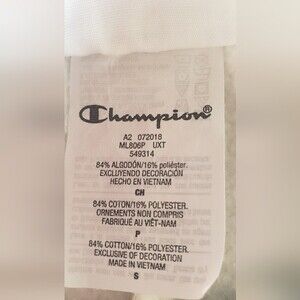 Champion®
A2 072018
ML806P UXT
549314
84% ALGODÓN/16% poliéster.
EXCLUYENDO DECORACIÓN
HECHO EN VIETNAM
CH
84% COTON/16% POLYESTER.
ORNEMENTS NON COMPRIS
FABRIQUÉ AU VIÊT-NAM
P
84% COTTON/16% POLYESTER.
EXCLUSIVE OF DECORATION
MADE IN VIETNAM
S